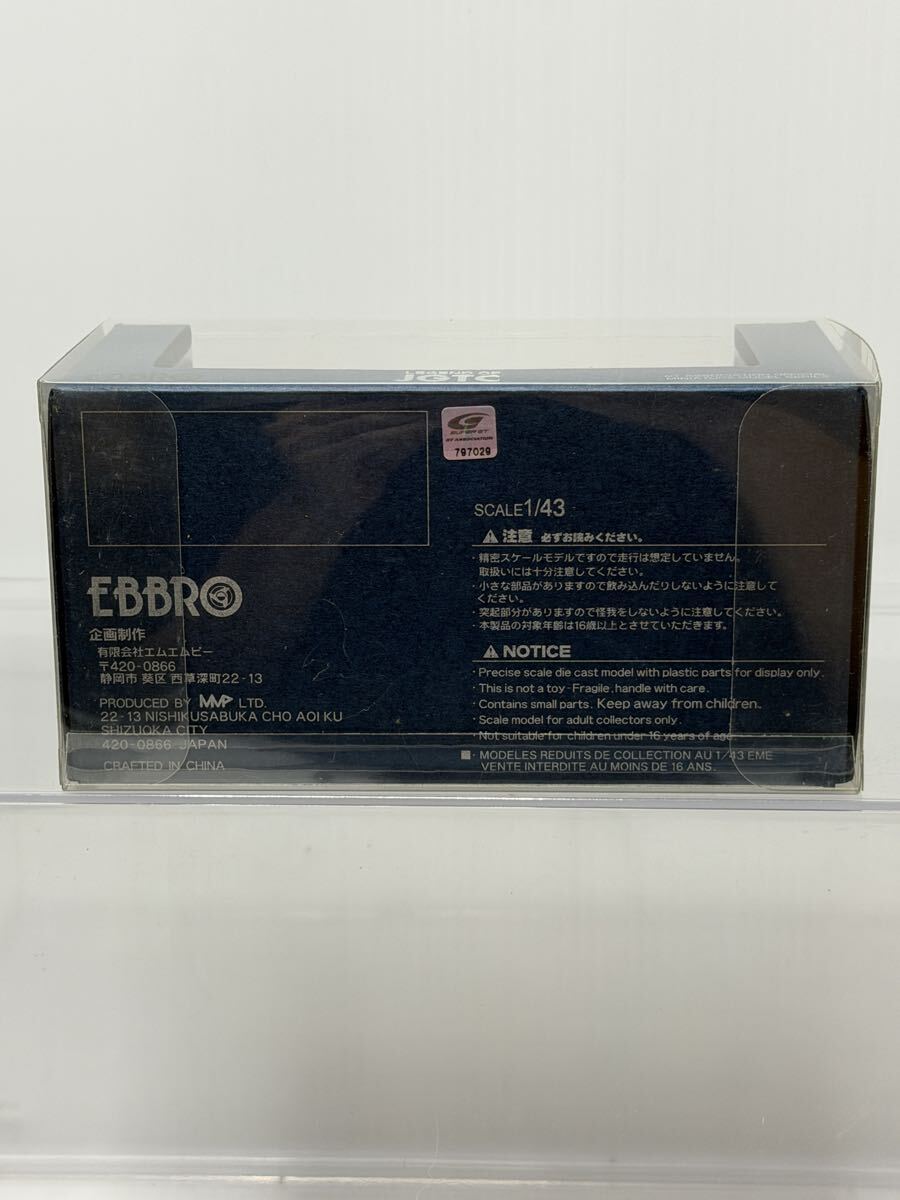 LEGEND OF
JGTC
SUPER GT
GT ASSOCIATION
797029
SCALE1/43
注意 必ずお読みください。
・精密スケールモデルですので走行は想定していません。
取扱いには十分注意してください。
・小さな部品がありますので飲み込んだりしないように注意して
ください。
・突起部分がありますので怪我をしないように注意してください。
・本製品の対象年齢は16歳以上とさせていただきます。
NOTICE
・Precise scale die cast model with plastic parts for display only.
・This is not a toy-Fragile, handle with care.
・Contains small parts. Keep away from children.
・Scale model for adult collectors only.
Not suitable for children under 16 years of age.
・MODELES REDUITS DE COLLECTION AU 1/43 EME
VENTE INTERDITE AU MOINS DE 16 ANS.
EBBRO
企画制作
有限会社エムエムピー
〒420-0866
静岡市 葵区 西草深町22-13
PRODUCED BY MMP LTD.
22-13 NISHIKUSABUKA CHO AOI KU
SHIZUOKA CITY
420-0866 JAPAN
CRAFTED IN CHINA